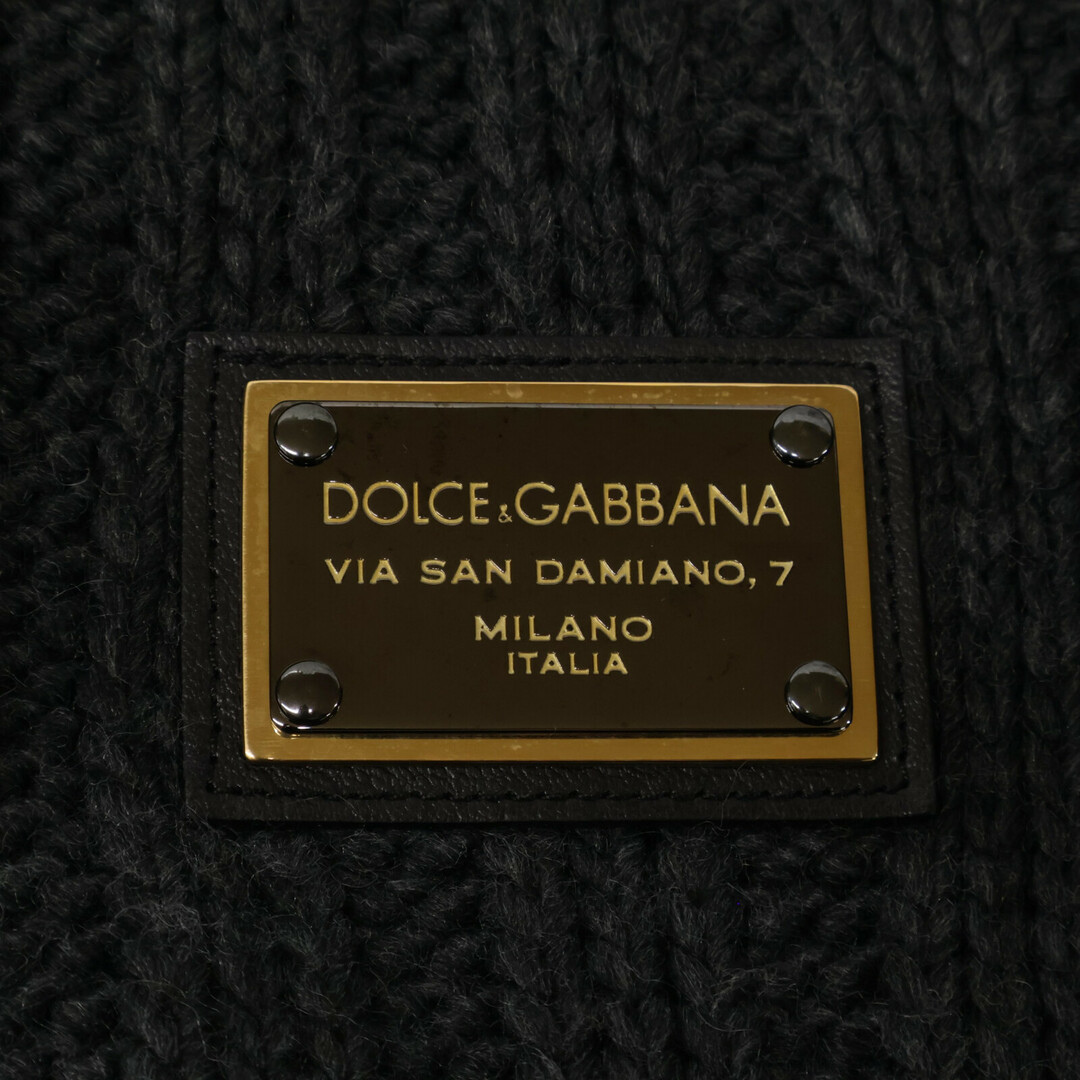 DOLCE&GABBANA
VIA SAN DAMIANO, 7
MILANO
ITALIA